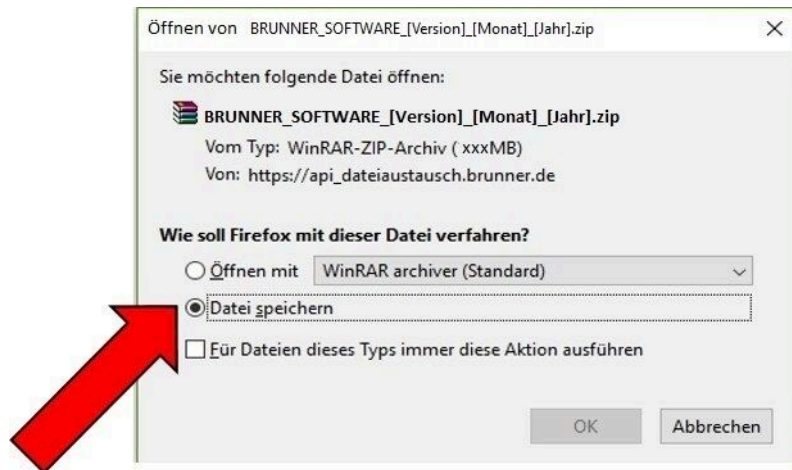 Öffnen von BRUNNER_SOFTWARE_[Version]_[Monat]_[Jahr].zip
Sie möchten folgende Datei öffnen:
BRUNNER_SOFTWARE_[Version]_[Monat]_[Jahr].zip
Vom Typ: WinRAR-ZIP-Archiv ( xxxMB)
Von: https://api_dateiaustausch.brunner.de
Wie soll Firefox mit dieser Datei verfahren?
Öffnen mit WinRAR archiver (Standard)
Datei speichern
Für Dateien dieses Typs immer diese Aktion ausführen
OK Abbrechen